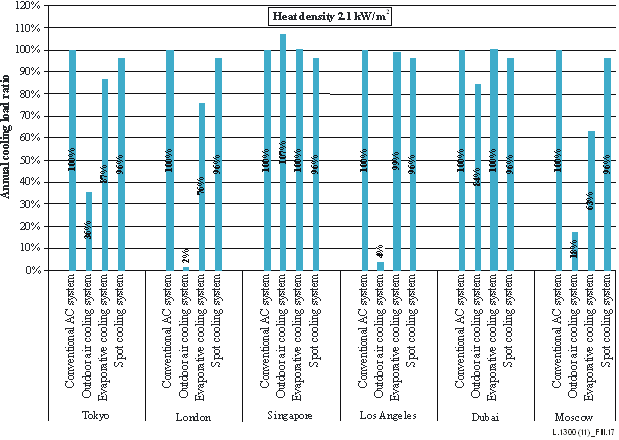 Heat density 2.1 kW/m²
Annual cooling load ratio
120%
110%
100%
90%
80%
70%
60%
50%
40%
30%
20%
10%
0%
100%
36%
87%
96%
100%
2%
76%
96%
100%
107%
100%
96%
100%
4%
99%
96%
100%
84%
100%
96%
100%
18%
63%
96%
Conventional AC system
Outdoor air cooling system
Evaporative cooling system
Spot cooling system
Conventional AC system
Outdoor air cooling system
Evaporative cooling system
Spot cooling system
Conventional AC system
Outdoor air cooling system
Evaporative cooling system
Spot cooling system
Conventional AC system
Outdoor air cooling system
Evaporative cooling system
Spot cooling system
Conventional AC system
Outdoor air cooling system
Evaporative cooling system
Spot cooling system
Conventional AC system
Outdoor air cooling system
Evaporative cooling system
Spot cooling system
Tokyo
London
Singapore
Los Angeles
Dubai
Moscow
L.1300(11)_FIII.17